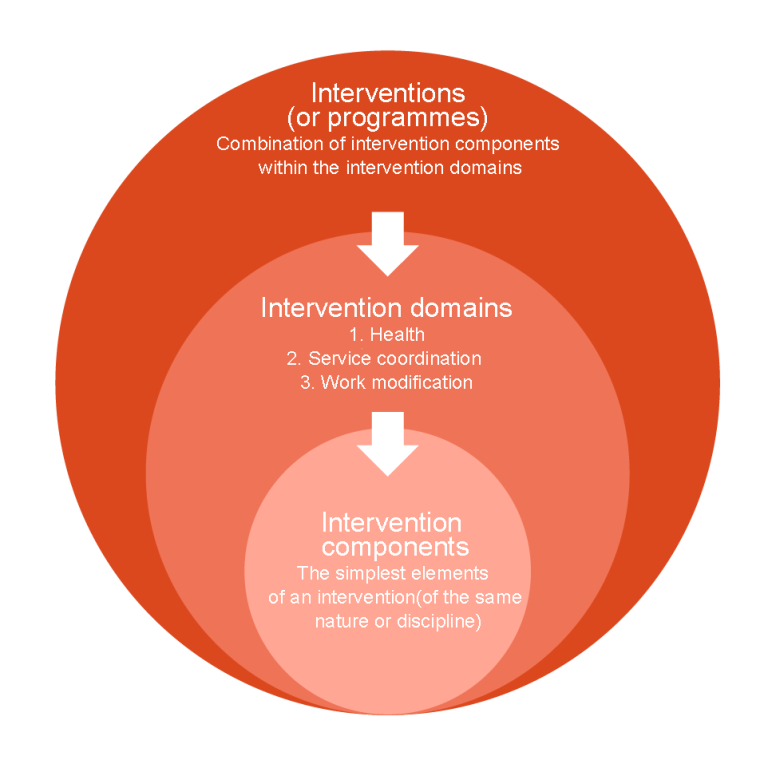 Interventions
(or programmes)
Combination of intervention components
within the intervention domains
Intervention domains
1. Health
2. Service coordination
3. Work modification
Intervention
components
The simplest elements
of an intervention(of the same
nature or discipline)